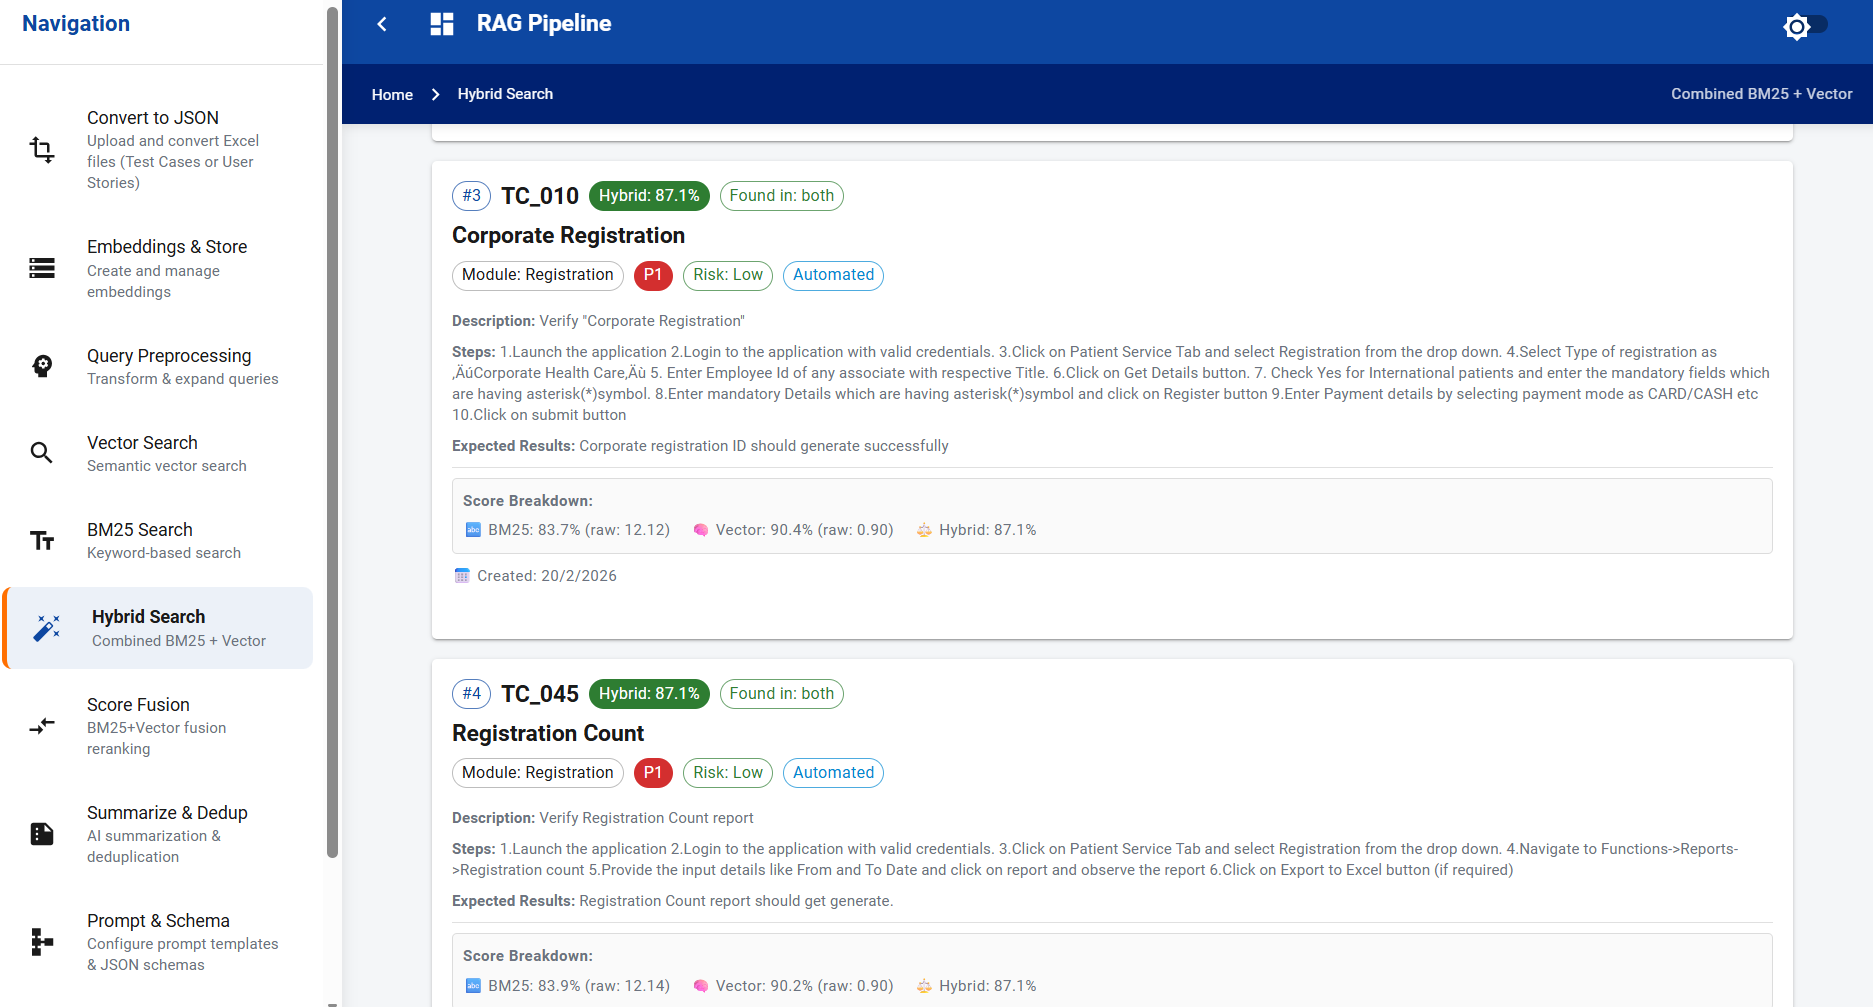 Navigation
Convert to JSON
Upload and convert Excel
files (Test Cases or User
Stories)
Embeddings & Store
Create and manage
embeddings
Query Preprocessing
Transform & expand queries
Vector Search
Semantic vector search
BM25 Search
Keyword-based search
Hybrid Search
Combined BM25 + Vector
Score Fusion
BM25+Vector fusion
reranking
Summarize & Dedup
AI summarization &
deduplication
Prompt & Schema
Configure prompt templates
& JSON schemas
RAG Pipeline
Home > Hybrid Search
Combined BM25 + Vector
#3 TC_010 Hybrid: 87.1% Found in: both
Corporate Registration
Module: Registration P1 Risk: Low Automated
Description: Verify "Corporate Registration"
Steps: 1.Launch the application 2.Login to the application with valid credentials. 3.Click on Patient Service Tab and select Registration from the drop down. 4.Select Type of registration as
‚ÄúCorporate Health Care‚Äù 5. Enter Employee Id of any associate with respective Title. 6.Click on Get Details button. 7. Check Yes for International patients and enter the mandatory fields which
are having asterisk(*)symbol. 8.Enter mandatory Details which are having asterisk(*)symbol and click on Register button 9.Enter Payment details by selecting payment mode as CARD/CASH etc
10.Click on submit button
Expected Results: Corporate registration ID should generate successfully
Score Breakdown:
abc BM25: 83.7% (raw: 12.12) Vector: 90.4% (raw: 0.90) Hybrid: 87.1%
Created: 20/2/2026
#4 TC_045 Hybrid: 87.1% Found in: both
Registration Count
Module: Registration P1 Risk: Low Automated
Description: Verify Registration Count report
Steps: 1.Launch the application 2.Login to the application with valid credentials. 3.Click on Patient Service Tab and select Registration from the drop down. 4.Navigate to Functions->Reports-
>Registration count 5.Provide the input details like From and To Date and click on report and observe the report 6.Click on Export to Excel button (if required)
Expected Results: Registration Count report should get generate.
Score Breakdown:
abc BM25: 83.9% (raw: 12.14) Vector: 90.2% (raw: 0.90) Hybrid: 87.1%